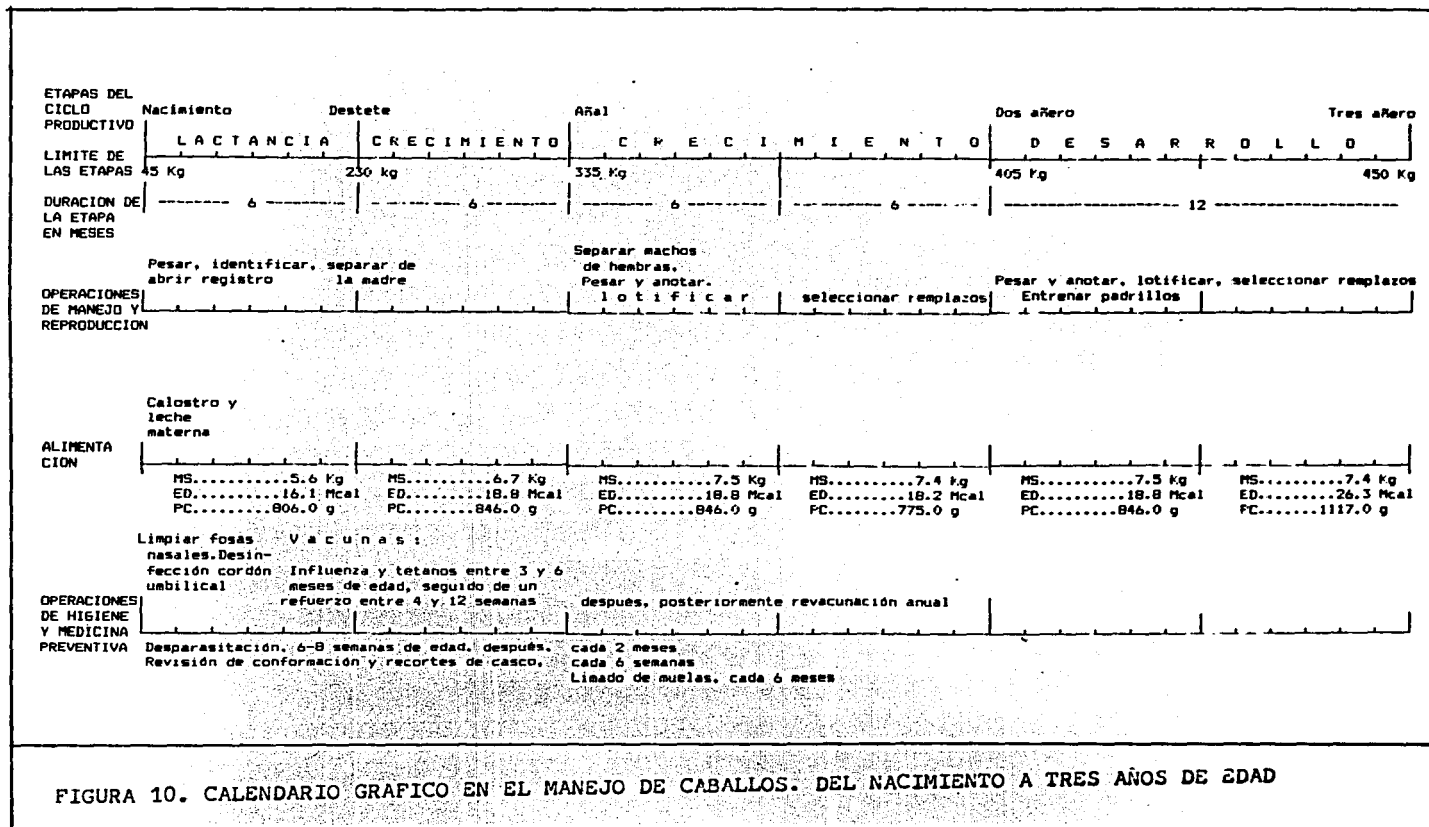 ETAPAS DEL
CICLO
PRODUCTIVO
Nacimiento Destete Añal Dos añero Tres añero
L A C T A N C I A C R E C I M I E N T O C R E C I M I E N T O D E S A R R O L L O
LIMITE DE
LAS ETAPAS
45 Kg 230 kg 335 Kg 405 Kg 450 Kg
DURACION DE
LA ETAPA
EN MESES
6 6 6 6 12
Pesar, identificar, separar de
abrir registro la madre
Separar machos
de hembras.
Pesar y anotar.
l o t i f i c a r seleccionar remplazos
Pesar y anotar, lotificar, seleccionar remplazos
Entrenar padrillos
OPERACIONES
DE MANEJO Y
REPRODUCCION
Calostro y
leche
materna
ALIMENTA
CION
MS..........5.6 Kg MS..........6.7 Kg MS..........7.5 Kg MS..........7.4 Kg MS..........7.5 Kg MS..........7.4 Kg
ED.........16.1 Mcal ED.........18.8 Mcal ED.........18.8 Mcal ED.........18.2 Mcal ED.........18.8 Mcal ED.........26.3 Mcal
PC........806.0 g PC........846.0 g PC........846.0 g PC........775.0 g PC........846.0 g PC.......1117.0 g
Limpiar fosas V a c u n a s :
nasales.Desin-
fección cordón Influenza y tetanos entre 3 y 6
umbilical meses de edad, seguido de un
refuerzo entre 4 y 12 semanas después, posteriormente revacunación anual
OPERACIONES
DE HIGIENE
Y MEDICINA
PREVENTIVA
Desparasitación, 6-8 semanas de edad, después, cada 2 meses
Revisión de conformación y recortes de casco, cada 6 semanas
Limado de muelas, cada 6 meses
FIGURA 10. CALENDARIO GRAFICO EN EL MANEJO DE CABALLOS. DEL NACIMIENTO A TRES AÑOS DE EDAD